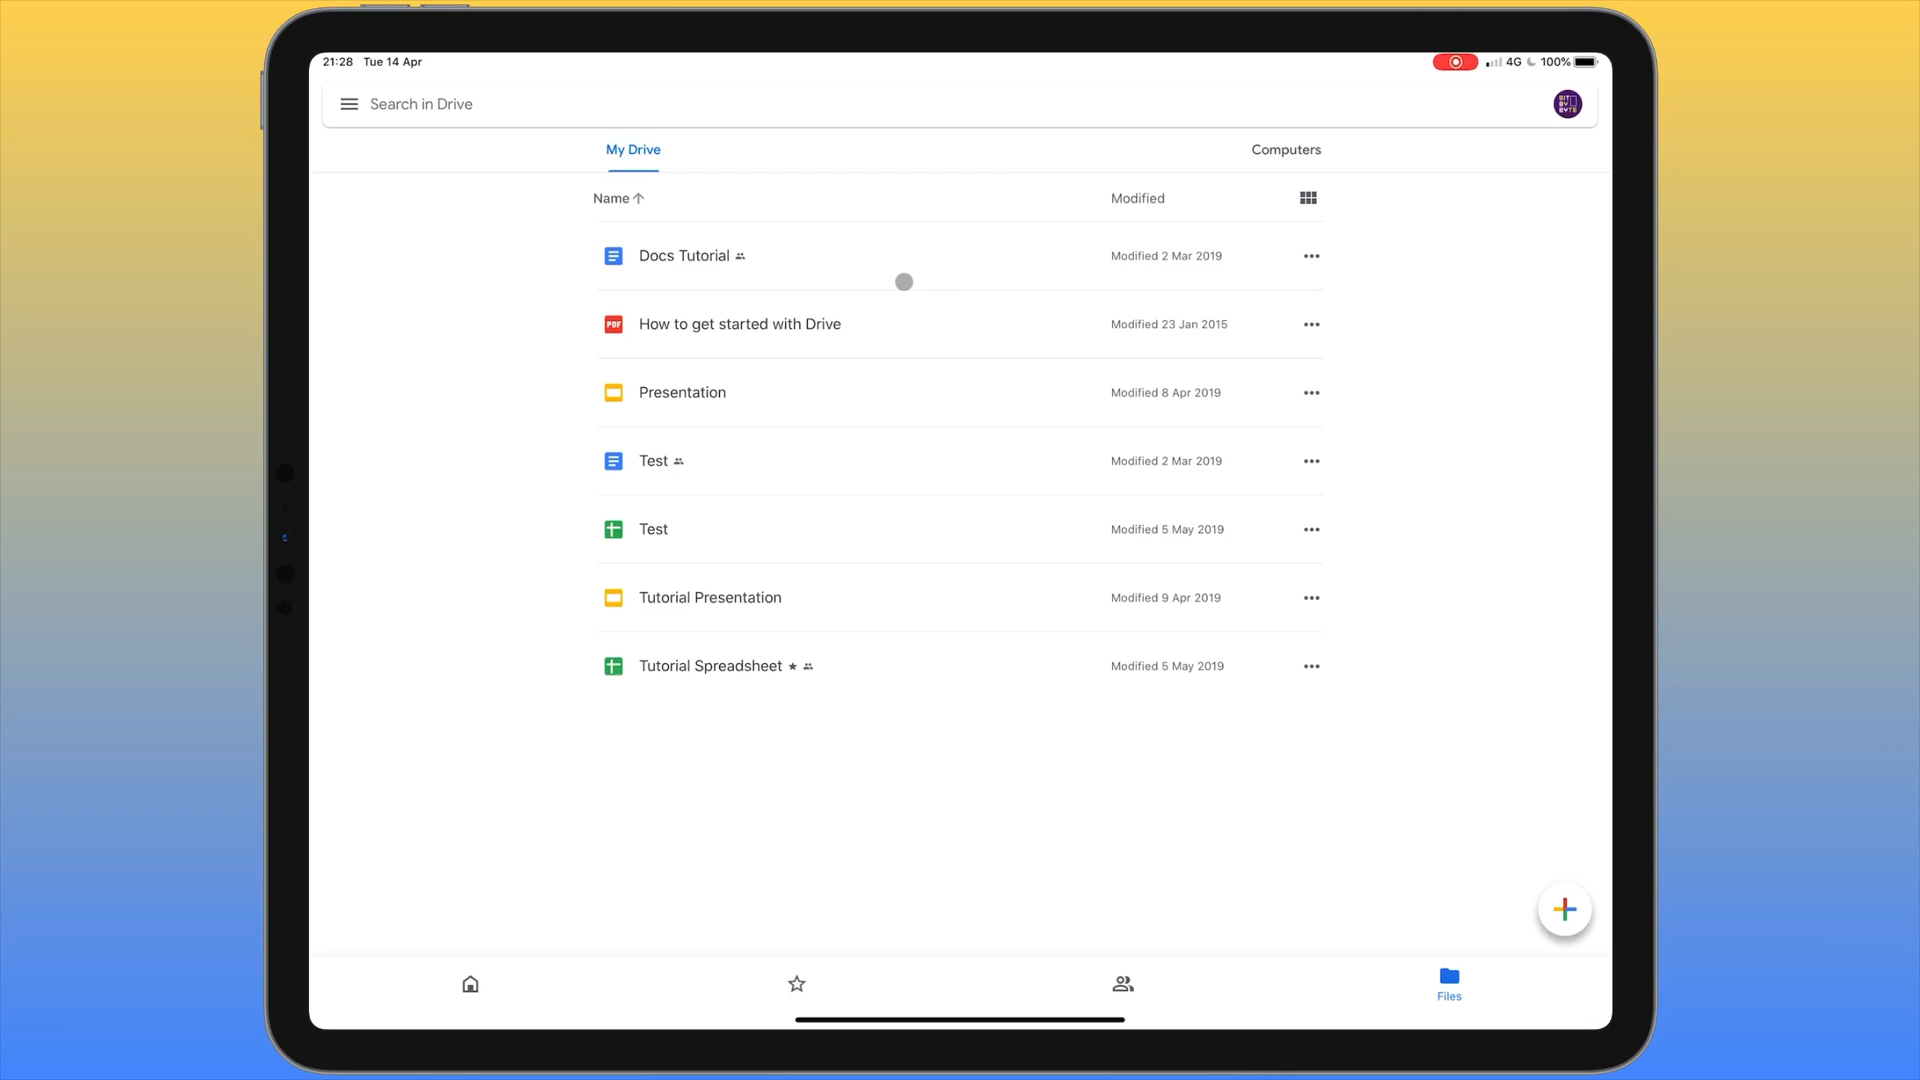 21:28 Tue 14 Apr
4G 100%
Search in Drive
BIT BY BYTE
My Drive
Computers
Name
Modified
Docs Tutorial
Modified 2 Mar 2019
PDF
How to get started with Drive
Modified 23 Jan 2015
Presentation
Modified 8 Apr 2019
Test
Modified 2 Mar 2019
Test
Modified 5 May 2019
Tutorial Presentation
Modified 9 Apr 2019
Tutorial Spreadsheet
Modified 5 May 2019
Files